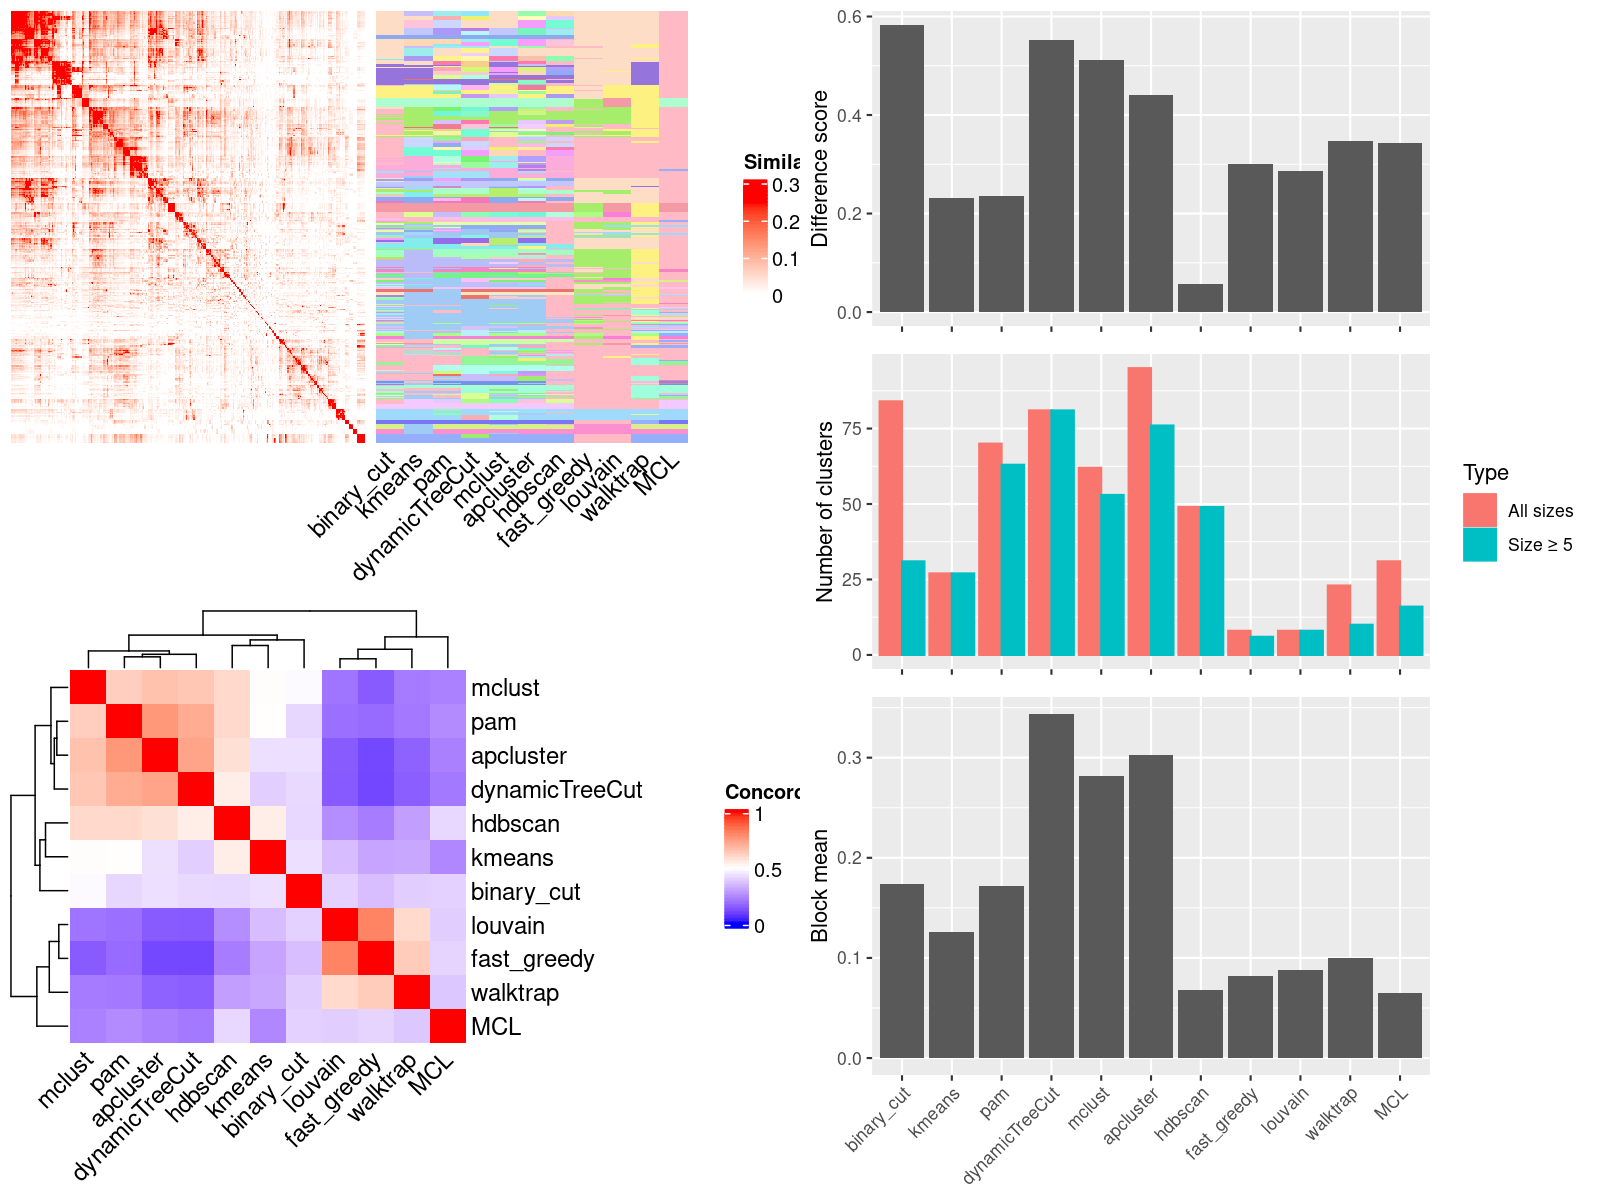 Simila
0.3
0.2
0.1
0
binary_cut
kmeans
pam
dynamicTreeCut
mclust
apcluster
hdbscan
fast_greedy
louvain
walktrap
MCL
mclust
pam
apcluster
dynamicTreeCut
hdbscan
kmeans
binary_cut
louvain
fast_greedy
walktrap
MCL
mclust
pam
apcluster
dynamicTreeCut
hdbscan
kmeans
binary_cut
louvain
fast_greedy
walktrap
MCL
Concord
1
0.5
0
Difference score
0.6
0.4
0.2
0.0
Number of clusters
75
50
25
0
Type
All sizes
Size ≥ 5
Block mean
0.3
0.2
0.1
0.0
binary_cut
kmeans
pam
dynamicTreeCut
mclust
apcluster
hdbscan
fast_greedy
louvain
walktrap
MCL